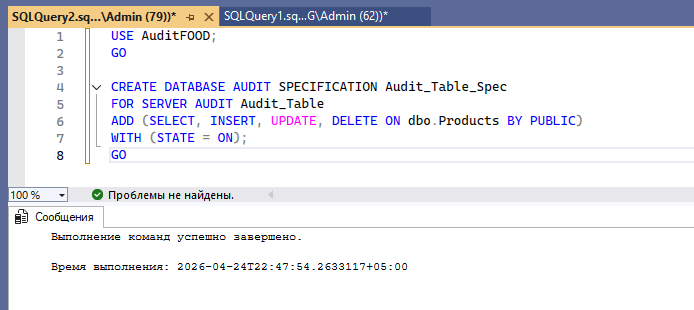 SQLQuery2.sq...\Admin (79))*
SQLQuery1.sq...G\Admin (62))*
1 USE AuditFOOD;
2 GO
3
4 CREATE DATABASE AUDIT SPECIFICATION Audit_Table_Spec
5 FOR SERVER AUDIT Audit_Table
6 ADD (SELECT, INSERT, UPDATE, DELETE ON dbo.Products BY PUBLIC)
7 WITH (STATE = ON);
8 GO
100 %
Проблемы не найдены.
Сообщения
Выполнение команд успешно завершено.
Время выполнения: 2026-04-24T22:47:54.2633117+05:00